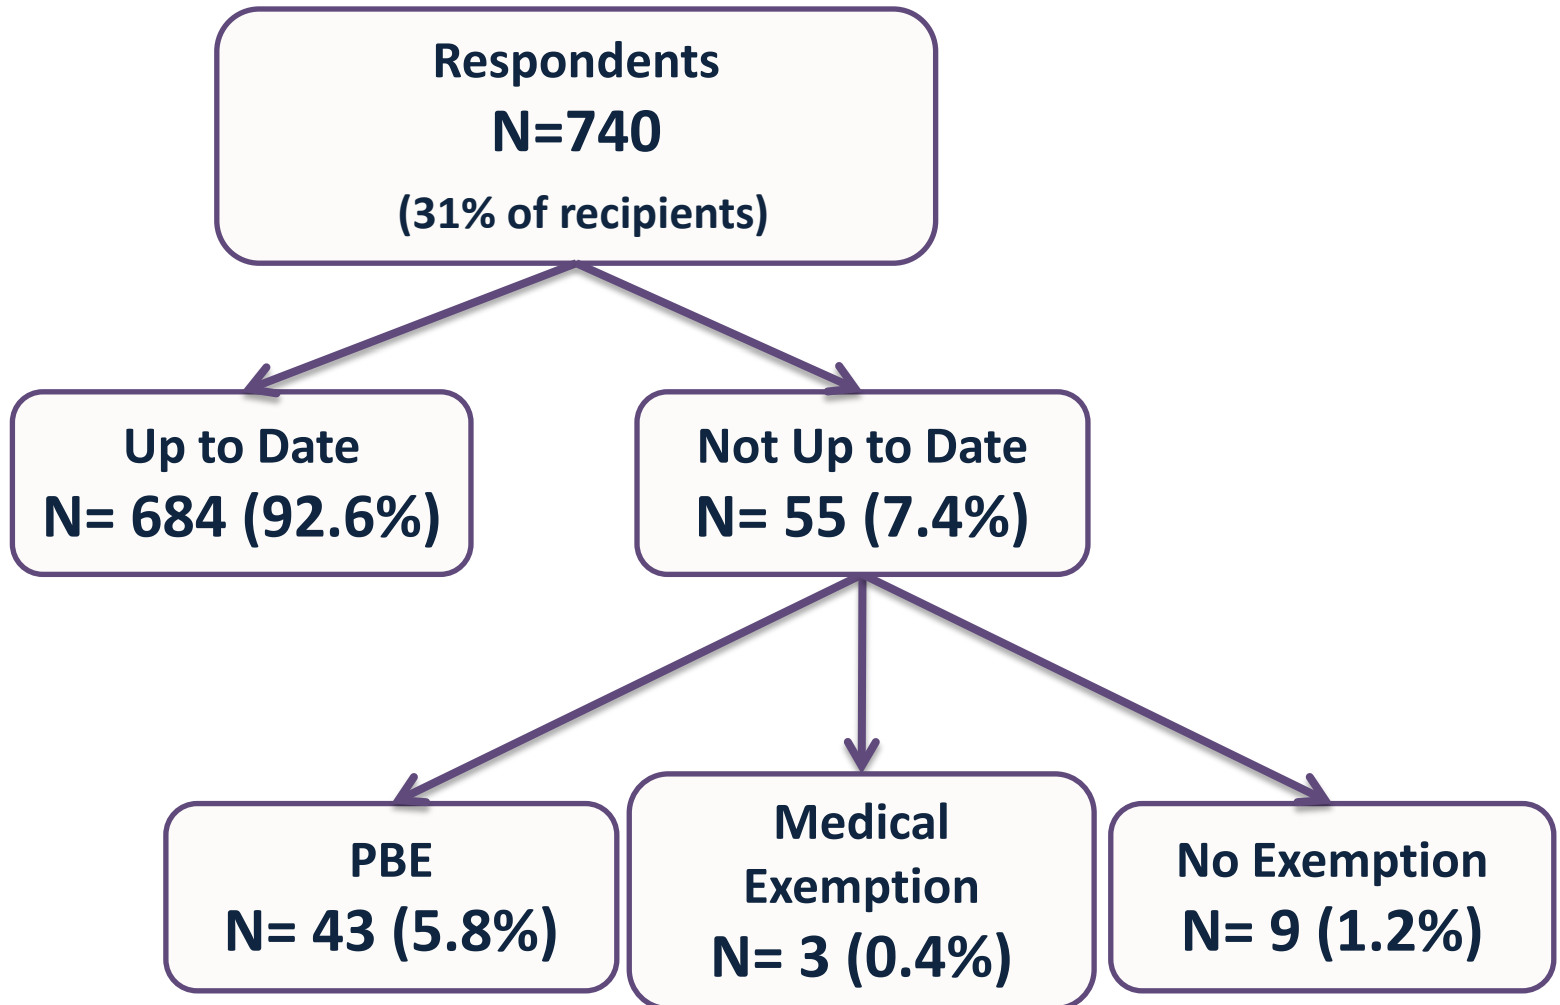 Respondents
N=740
(31% of recipients)
Up to Date
N= 684 (92.6%)
Not Up to Date
N= 55 (7.4%)
PBE
N= 43 (5.8%)
Medical
Exemption
N= 3 (0.4%)
No Exemption
N= 9 (1.2%)